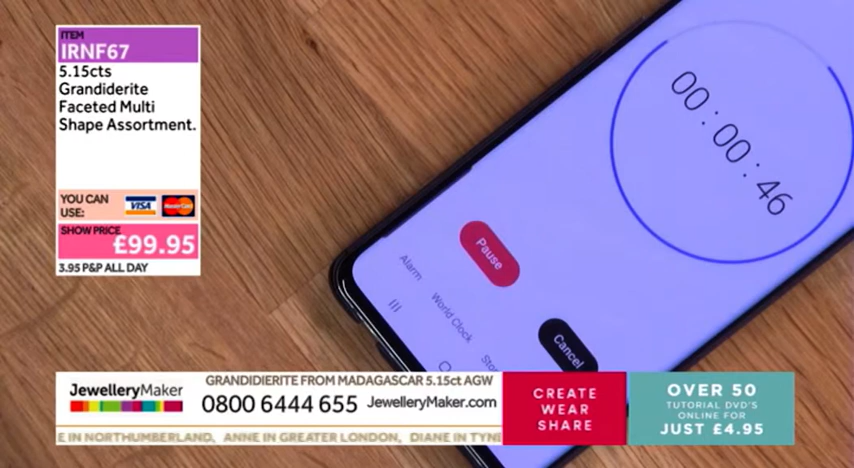 ITEM
IRNF67
5.15cts
Grandiderite
Faceted Multi
Shape Assortment.
YOU CAN
USE:
VISA
MasterCard
SHOW PRICE
£99.95
3.95 P&P ALL DAY
00:00:46
Pause
Cancel
Alarm
World Clock
JewelleryMaker
GRANDIDIERITE FROM MADAGASCAR 5.15ct AGW
0800 6444 655 JewelleryMaker.com
E IN NORTHUMBERLAND, ANNE IN GREATER LONDON, DIANE IN TYNE
CREATE
WEAR
SHARE
OVER 50
TUTORIAL DVD'S
ONLINE FOR
JUST £4.95